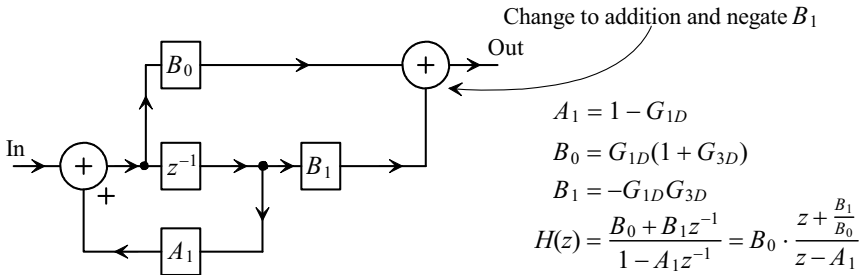 Change to addition and negate B₁
Out
B₀
+
A₁ = 1 − G₁D
In
B₀ = G₁D(1 + G₃D)
+
z⁻¹
B₁
+
B₁ = −G₁DG₃D
A₁
H(z) = (B₀ + B₁z⁻¹)/(1 − A₁z⁻¹) = B₀ · (z + B₁/B₀)/(z − A₁)